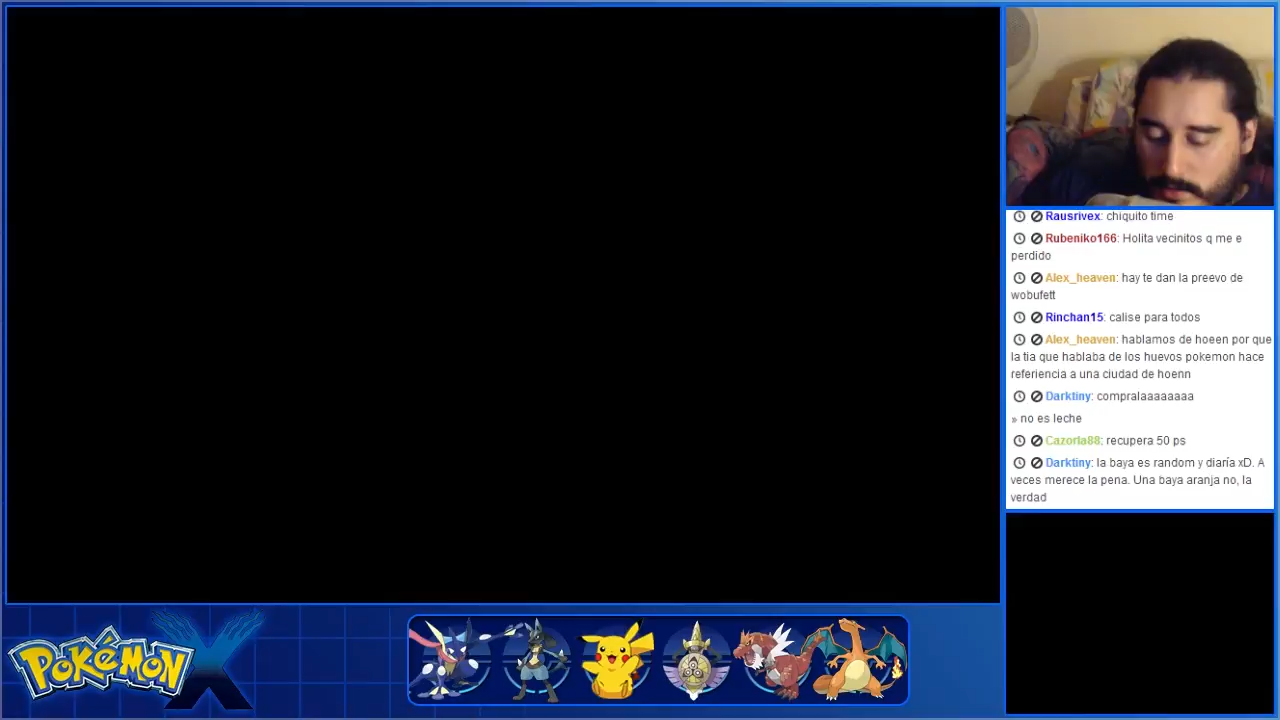 Rausrivex: chiquito time
Rubeniko166: Holita vecinitos q me e
perdido
Alex_heaven: hay te dan la preevo de
wobufett
Rinchan15: calise para todos
Alex_heaven: hablamos de hoeen por que
la tia que hablaba de los huevos pokemon hace
referiencia a una ciudad de hoenn
Darktiny: compralaaaaaaaa
» no es leche
Cazorla88: recupera 50 ps
Darktiny: la baya es random y diaría xD. A
veces merece la pena. Una baya aranja no, la
verdad
POKéMON X